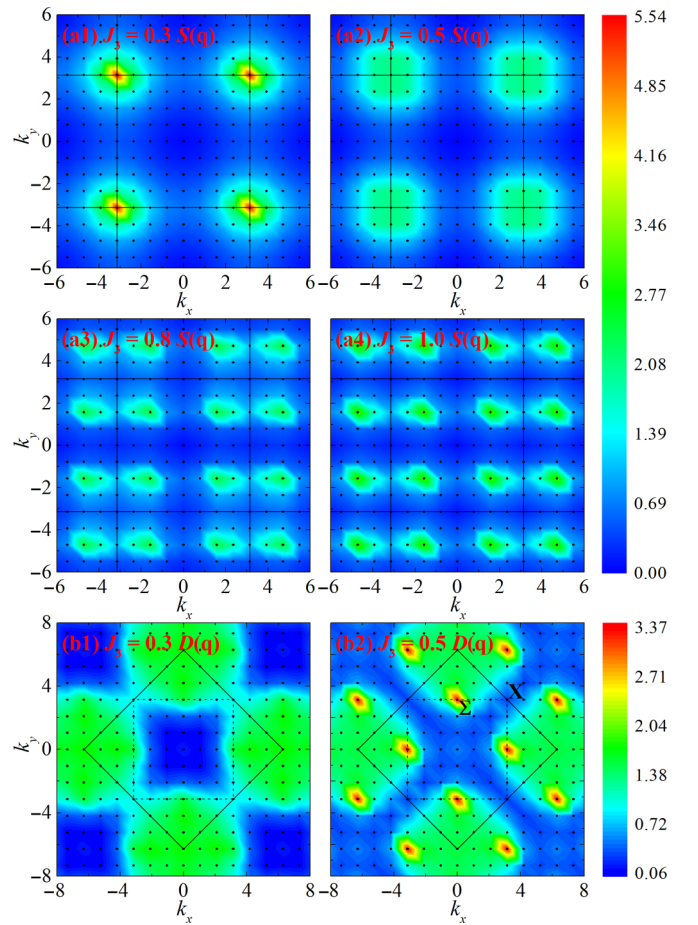 (a1) J3 = 0.3 S(q)
(a2) J3 = 0.5 S(q)
6
4
2
0
−2
−4
−6
ky
−6 −4 −2 0 2 4 6
kx
−6 −4 −2 0 2 4 6
kx
5.54
4.85
4.16
3.46
2.77
2.08
1.39
0.69
0.00
(a3) J3 = 0.8 S(q)
(a4) J3 = 1.0 S(q)
6
4
2
0
−2
−4
−6
ky
−6 −4 −2 0 2 4 6
kx
−6 −4 −2 0 2 4 6
kx
(b1) J3 = 0.3 D(q)
(b2) J3 = 0.5 D(q)
8
4
0
−4
−8
ky
X
Σ
−8 −4 0 4 8
kx
−8 −4 0 4 8
kx
3.37
2.71
2.04
1.38
0.72
0.06